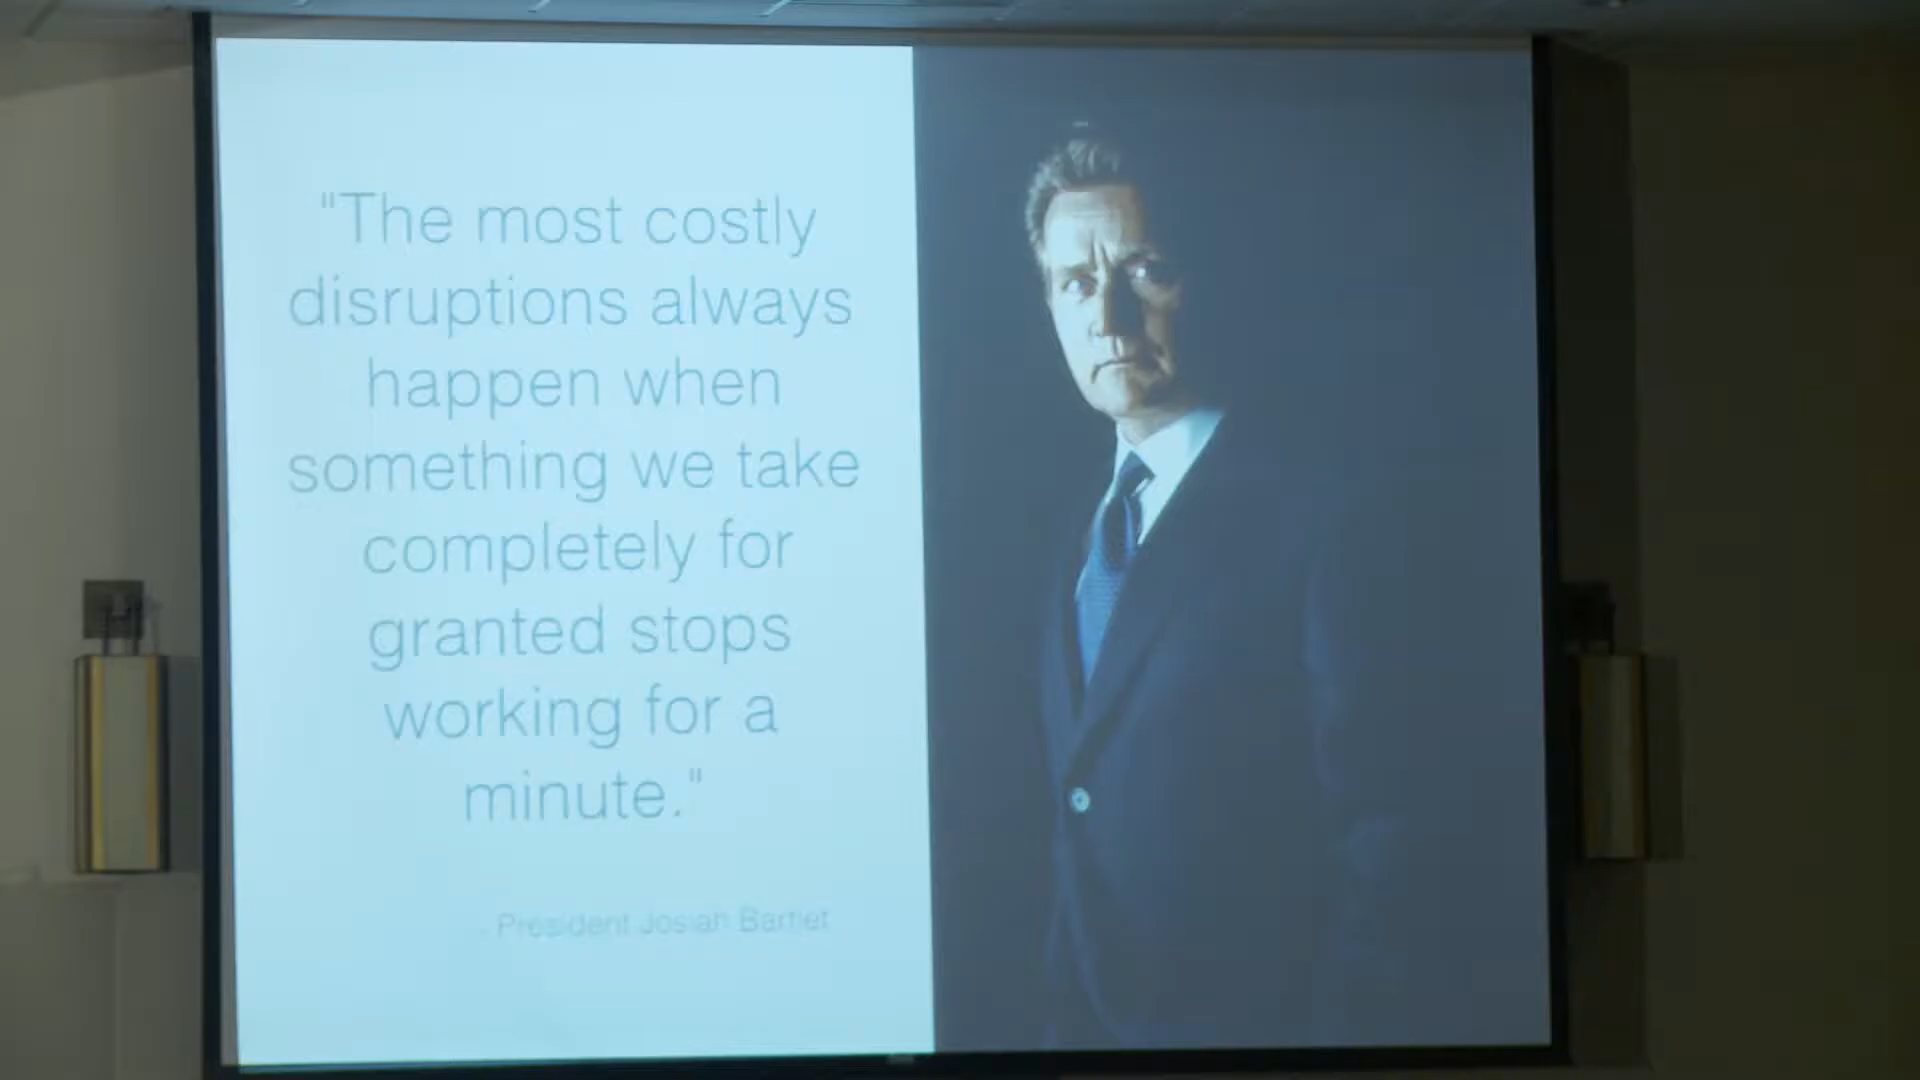 "The most costly
disruptions always
happen when
something we take
completely for
granted stops
working for a
minute."
- President Josiah Bartlet